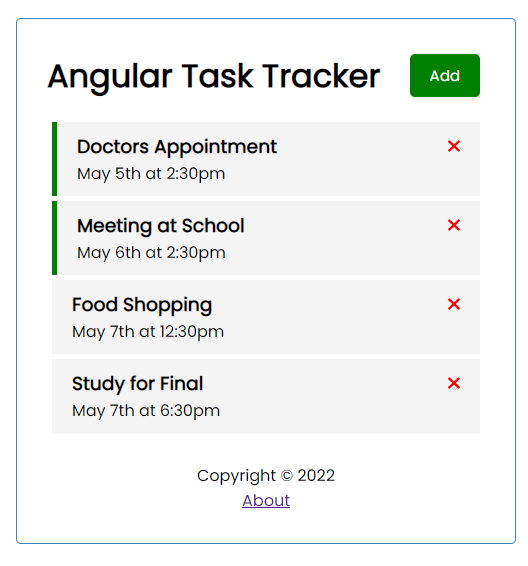 Angular Task Tracker
Add
Doctors Appointment
May 5th at 2:30pm
Meeting at School
May 6th at 2:30pm
Food Shopping
May 7th at 12:30pm
Study for Final
May 7th at 6:30pm
Copyright © 2022
About